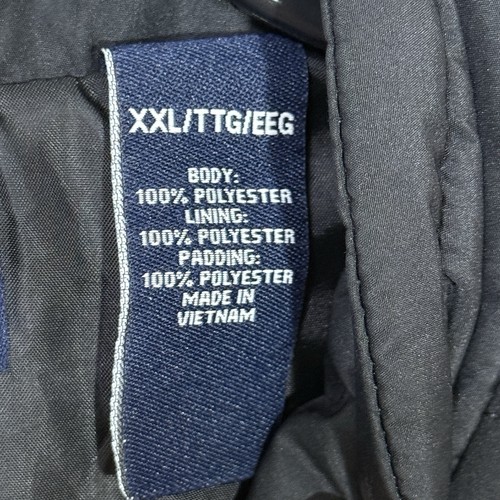 XXL/TTG/EEG
BODY:
100% POLYESTER
LINING:
100% POLYESTER
PADDING:
100% POLYESTER
MADE IN
VIETNAM